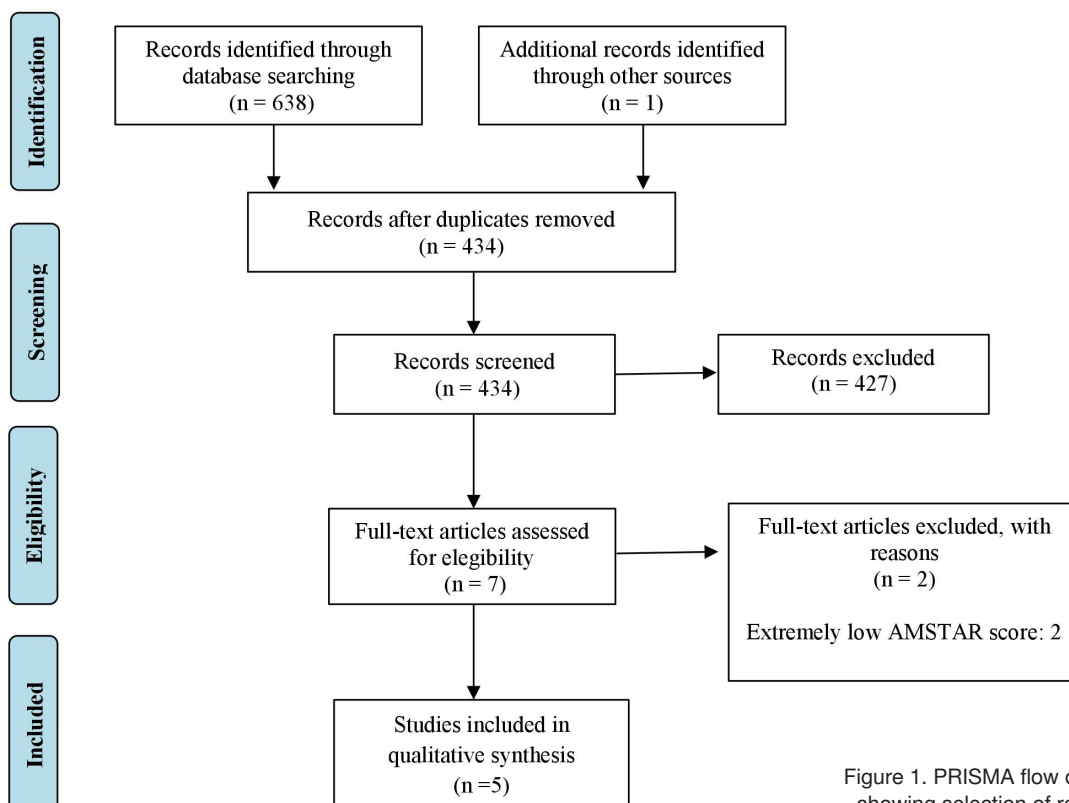 Identification
Records identified through
database searching
(n = 638)
Additional records identified
through other sources
(n = 1)
Records after duplicates removed
(n = 434)
Screening
Records screened
(n = 434)
Records excluded
(n = 427)
Eligibility
Full-text articles assessed
for elegibility
(n = 7)
Full-text articles excluded, with
reasons
(n = 2)
Extremely low AMSTAR score: 2
Included
Studies included in
qualitative synthesis
(n =5)
Figure 1. PRISMA flow
showing selection of